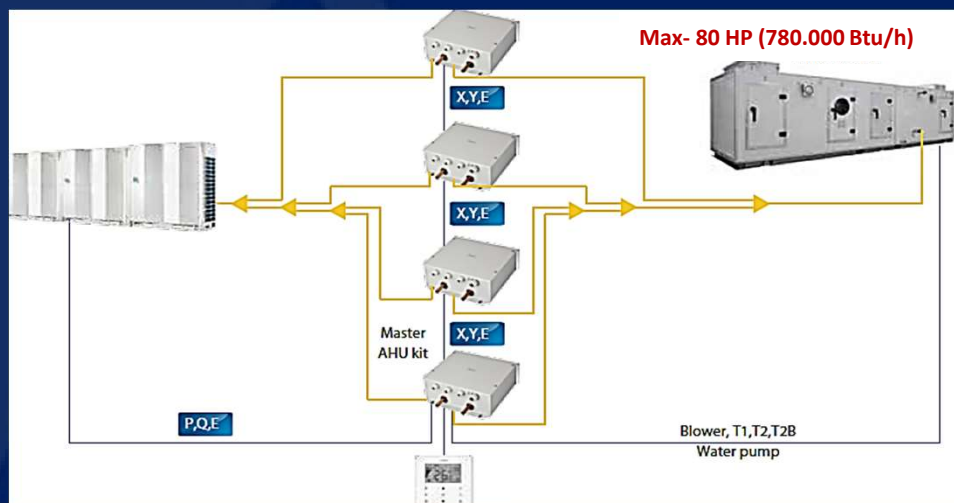 Max- 80 HP (780.000 Btu/h)
X,Y,E
X,Y,E
Master
AHU kit
X,Y,E
P,Q,E
Blower, T1,T2,T2B
Water pump